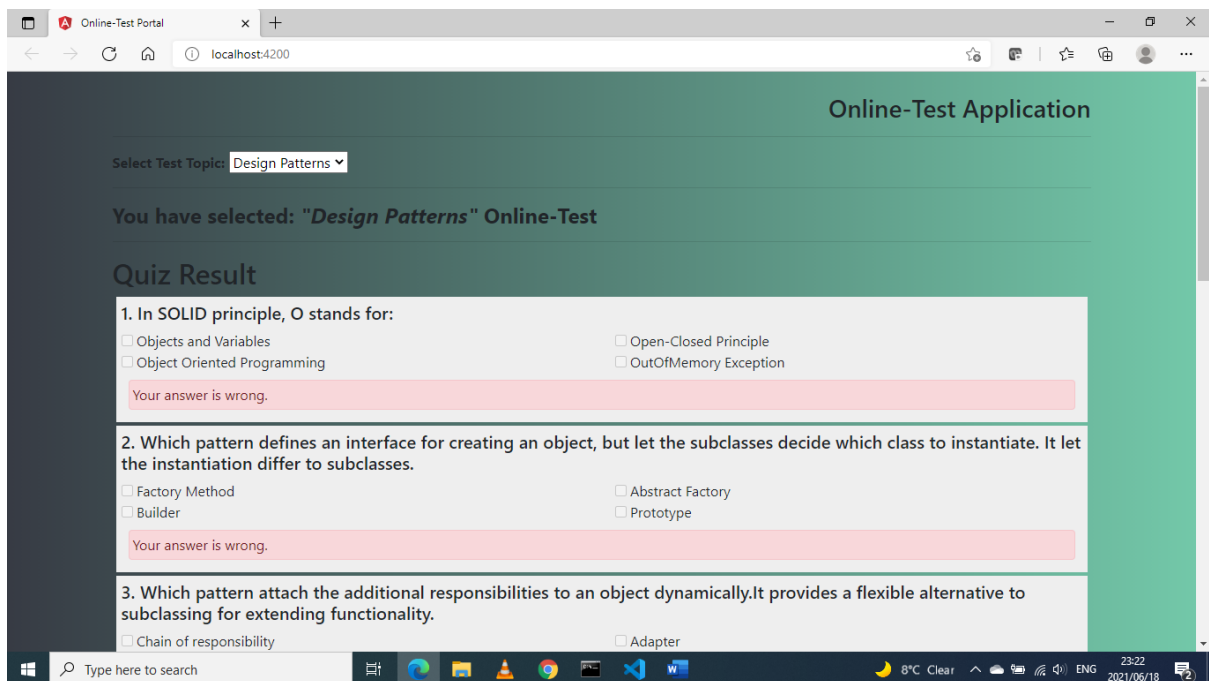 Online-Test Portal
localhost:4200
Online-Test Application
Select Test Topic: Design Patterns
You have selected: "Design Patterns" Online-Test
Quiz Result
1. In SOLID principle, O stands for:
Objects and Variables Open-Closed Principle
Object Oriented Programming OutOfMemory Exception
Your answer is wrong.
2. Which pattern defines an interface for creating an object, but let the subclasses decide which class to instantiate. It let
the instantiation differ to subclasses.
Factory Method Abstract Factory
Builder Prototype
Your answer is wrong.
3. Which pattern attach the additional responsibilities to an object dynamically.It provides a flexible alternative to
subclassing for extending functionality.
Chain of responsibility Adapter
Type here to search 8°C Clear ENG 23:22
2021/06/18 2